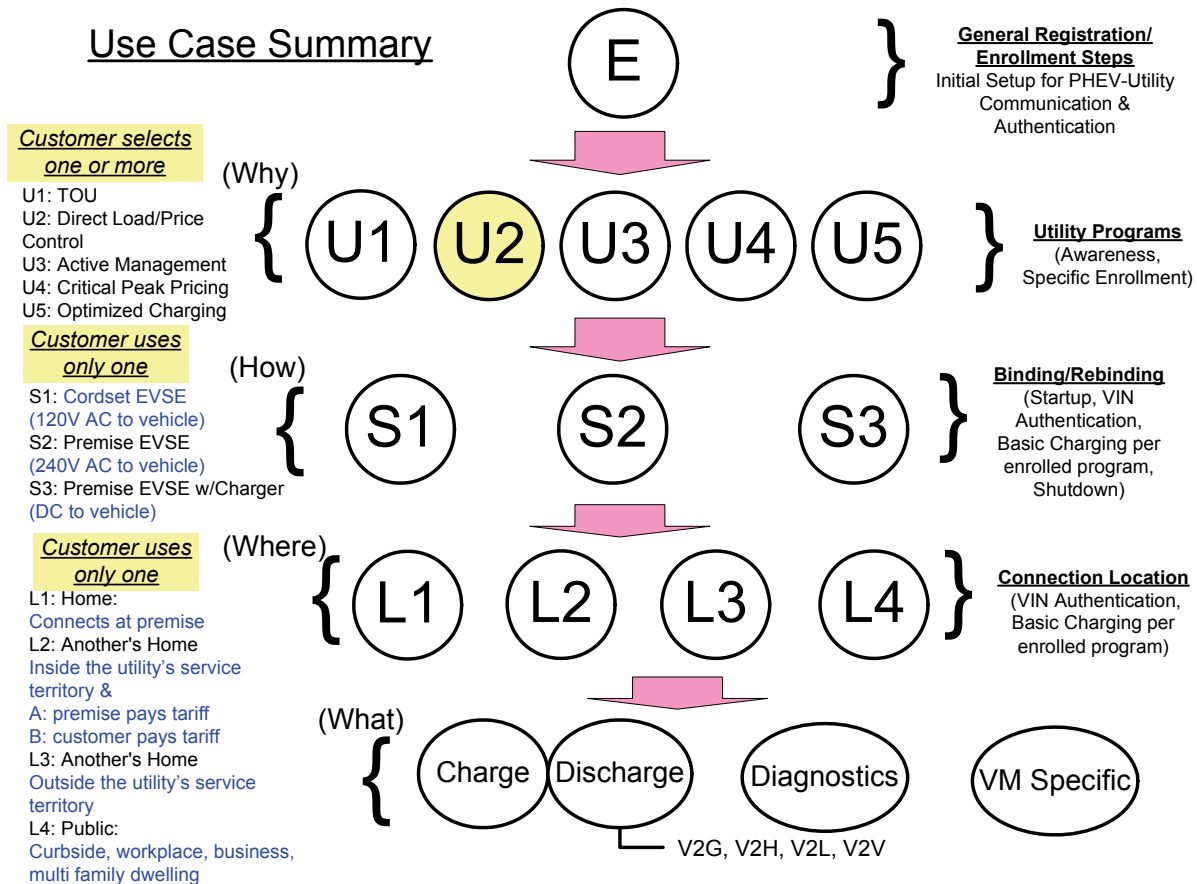 Use Case Summary
E
General Registration/
Enrollment Steps
Initial Setup for PHEV-Utility
Communication &
Authentication
Customer selects
one or more
U1: TOU
U2: Direct Load/Price
Control
U3: Active Management
U4: Critical Peak Pricing
U5: Optimized Charging
(Why)
U1 U2 U3 U4 U5
Utility Programs
(Awareness,
Specific Enrollment)
Customer uses
only one
S1: Cordset EVSE
(120V AC to vehicle)
S2: Premise EVSE
(240V AC to vehicle)
S3: Premise EVSE w/Charger
(DC to vehicle)
(How)
S1 S2 S3
Binding/Rebinding
(Startup, VIN
Authentication,
Basic Charging per
enrolled program,
Shutdown)
Customer uses
only one
L1: Home:
Connects at premise
L2: Another's Home
Inside the utility’s service
territory &
A: premise pays tariff
B: customer pays tariff
L3: Another's Home
Outside the utility’s service
territory
L4: Public:
Curbside, workplace, business,
multi family dwelling
(Where)
L1 L2 L3 L4
Connection Location
(VIN Authentication,
Basic Charging per
enrolled program)
(What)
Charge Discharge Diagnostics VM Specific
V2G, V2H, V2L, V2V